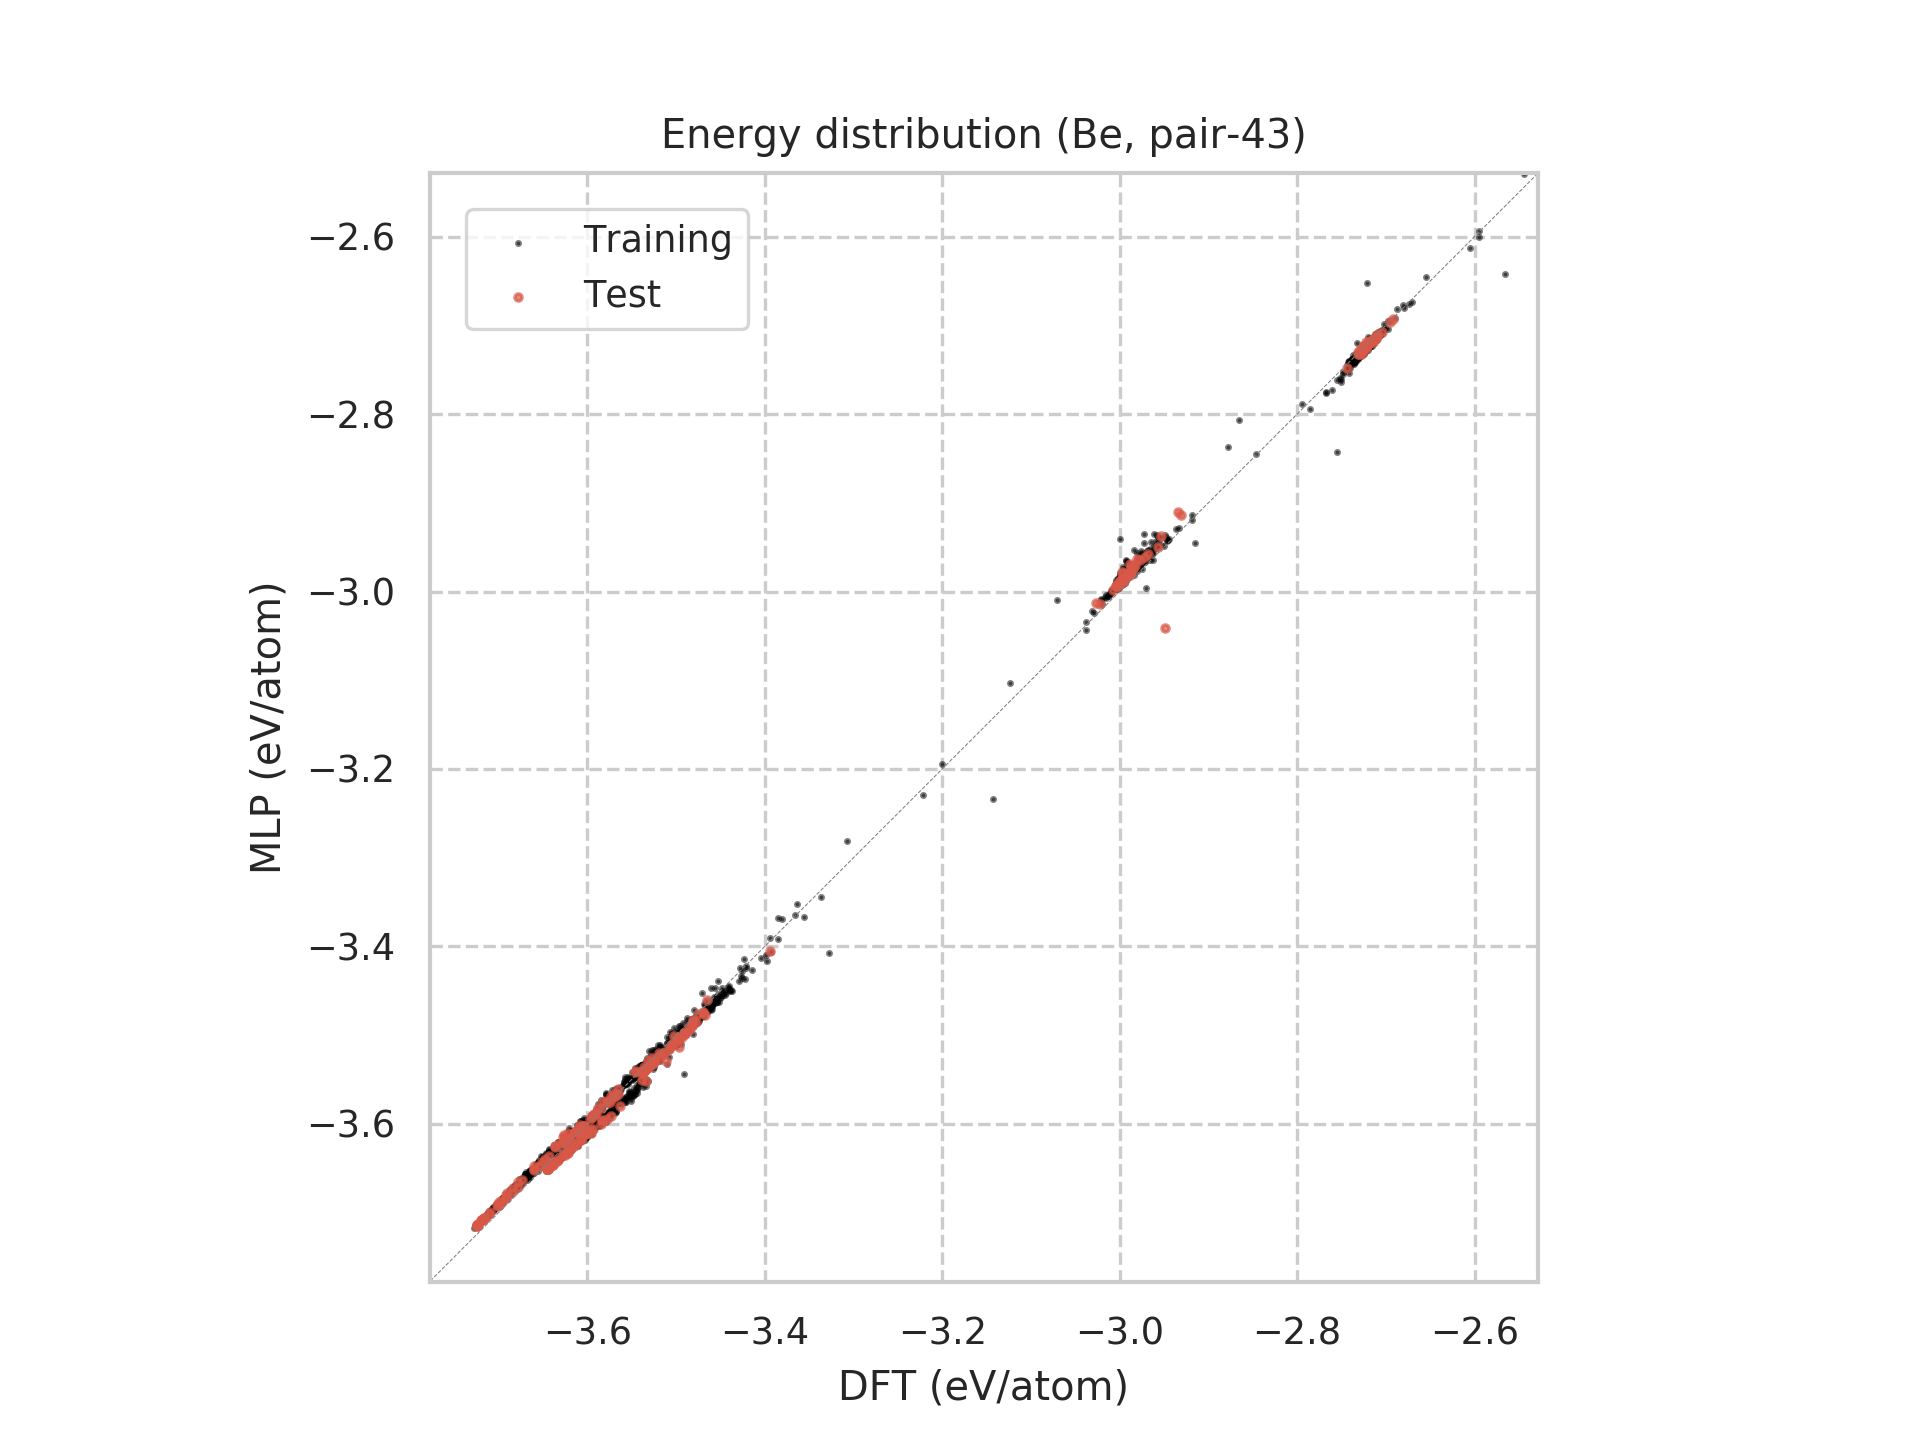 Energy distribution (Be, pair-43)
Training
Test
−2.6
−2.8
−3.0
−3.2
−3.4
−3.6
MLP (eV/atom)
−3.6 −3.4 −3.2 −3.0 −2.8 −2.6
DFT (eV/atom)